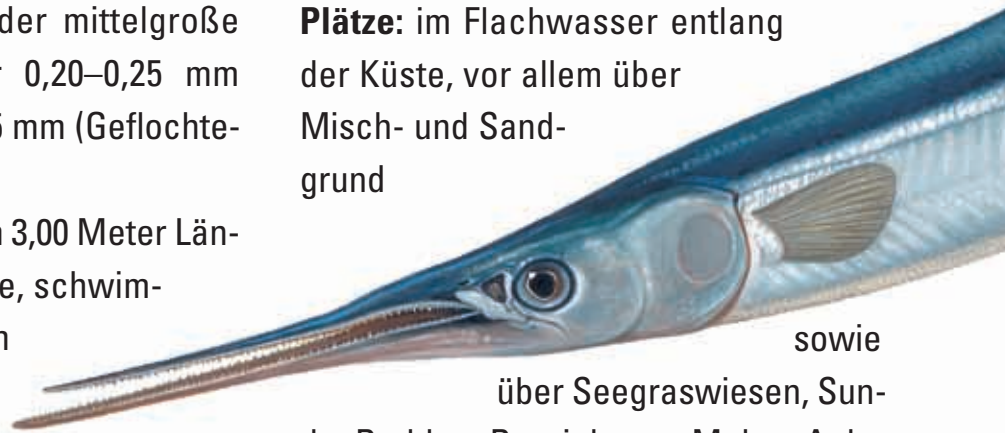 der mittelgroße
0,20–0,25 mm
mm (Geflochte-
3,00 Meter Län-
schwim-
Plätze: im Flachwasser entlang
der Küste, vor allem über
Misch- und Sand-
grund
sowie
über Seegraswiesen, Sun-